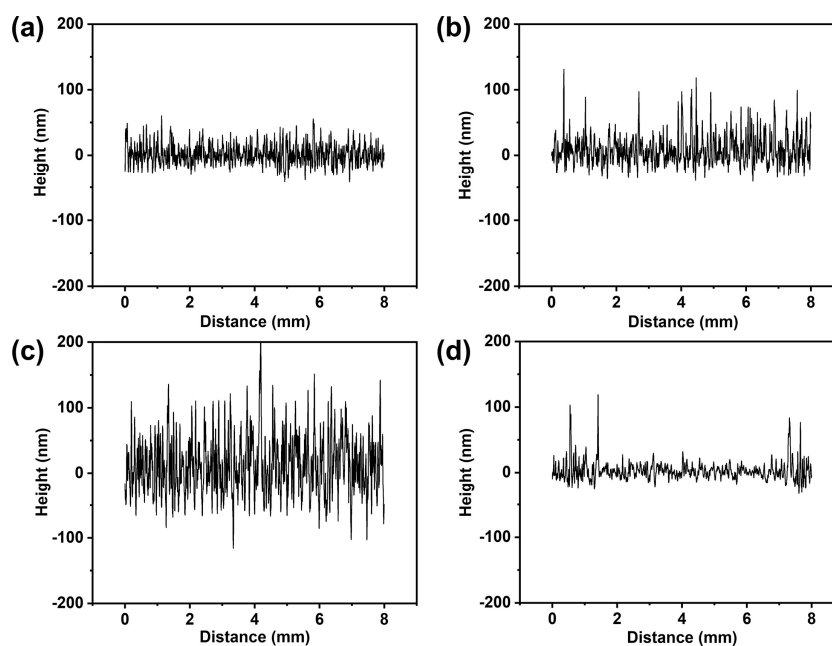 (a)
200
100
0
-100
-200
Height (nm)
0 2 4 6 8
Distance (mm)
(b)
200
100
0
-100
-200
Height (nm)
0 2 4 6 8
Distance (mm)
(c)
200
100
0
-100
-200
Height (nm)
0 2 4 6 8
Distance (mm)
(d)
200
100
0
-100
-200
Height (nm)
0 2 4 6 8
Distance (mm)